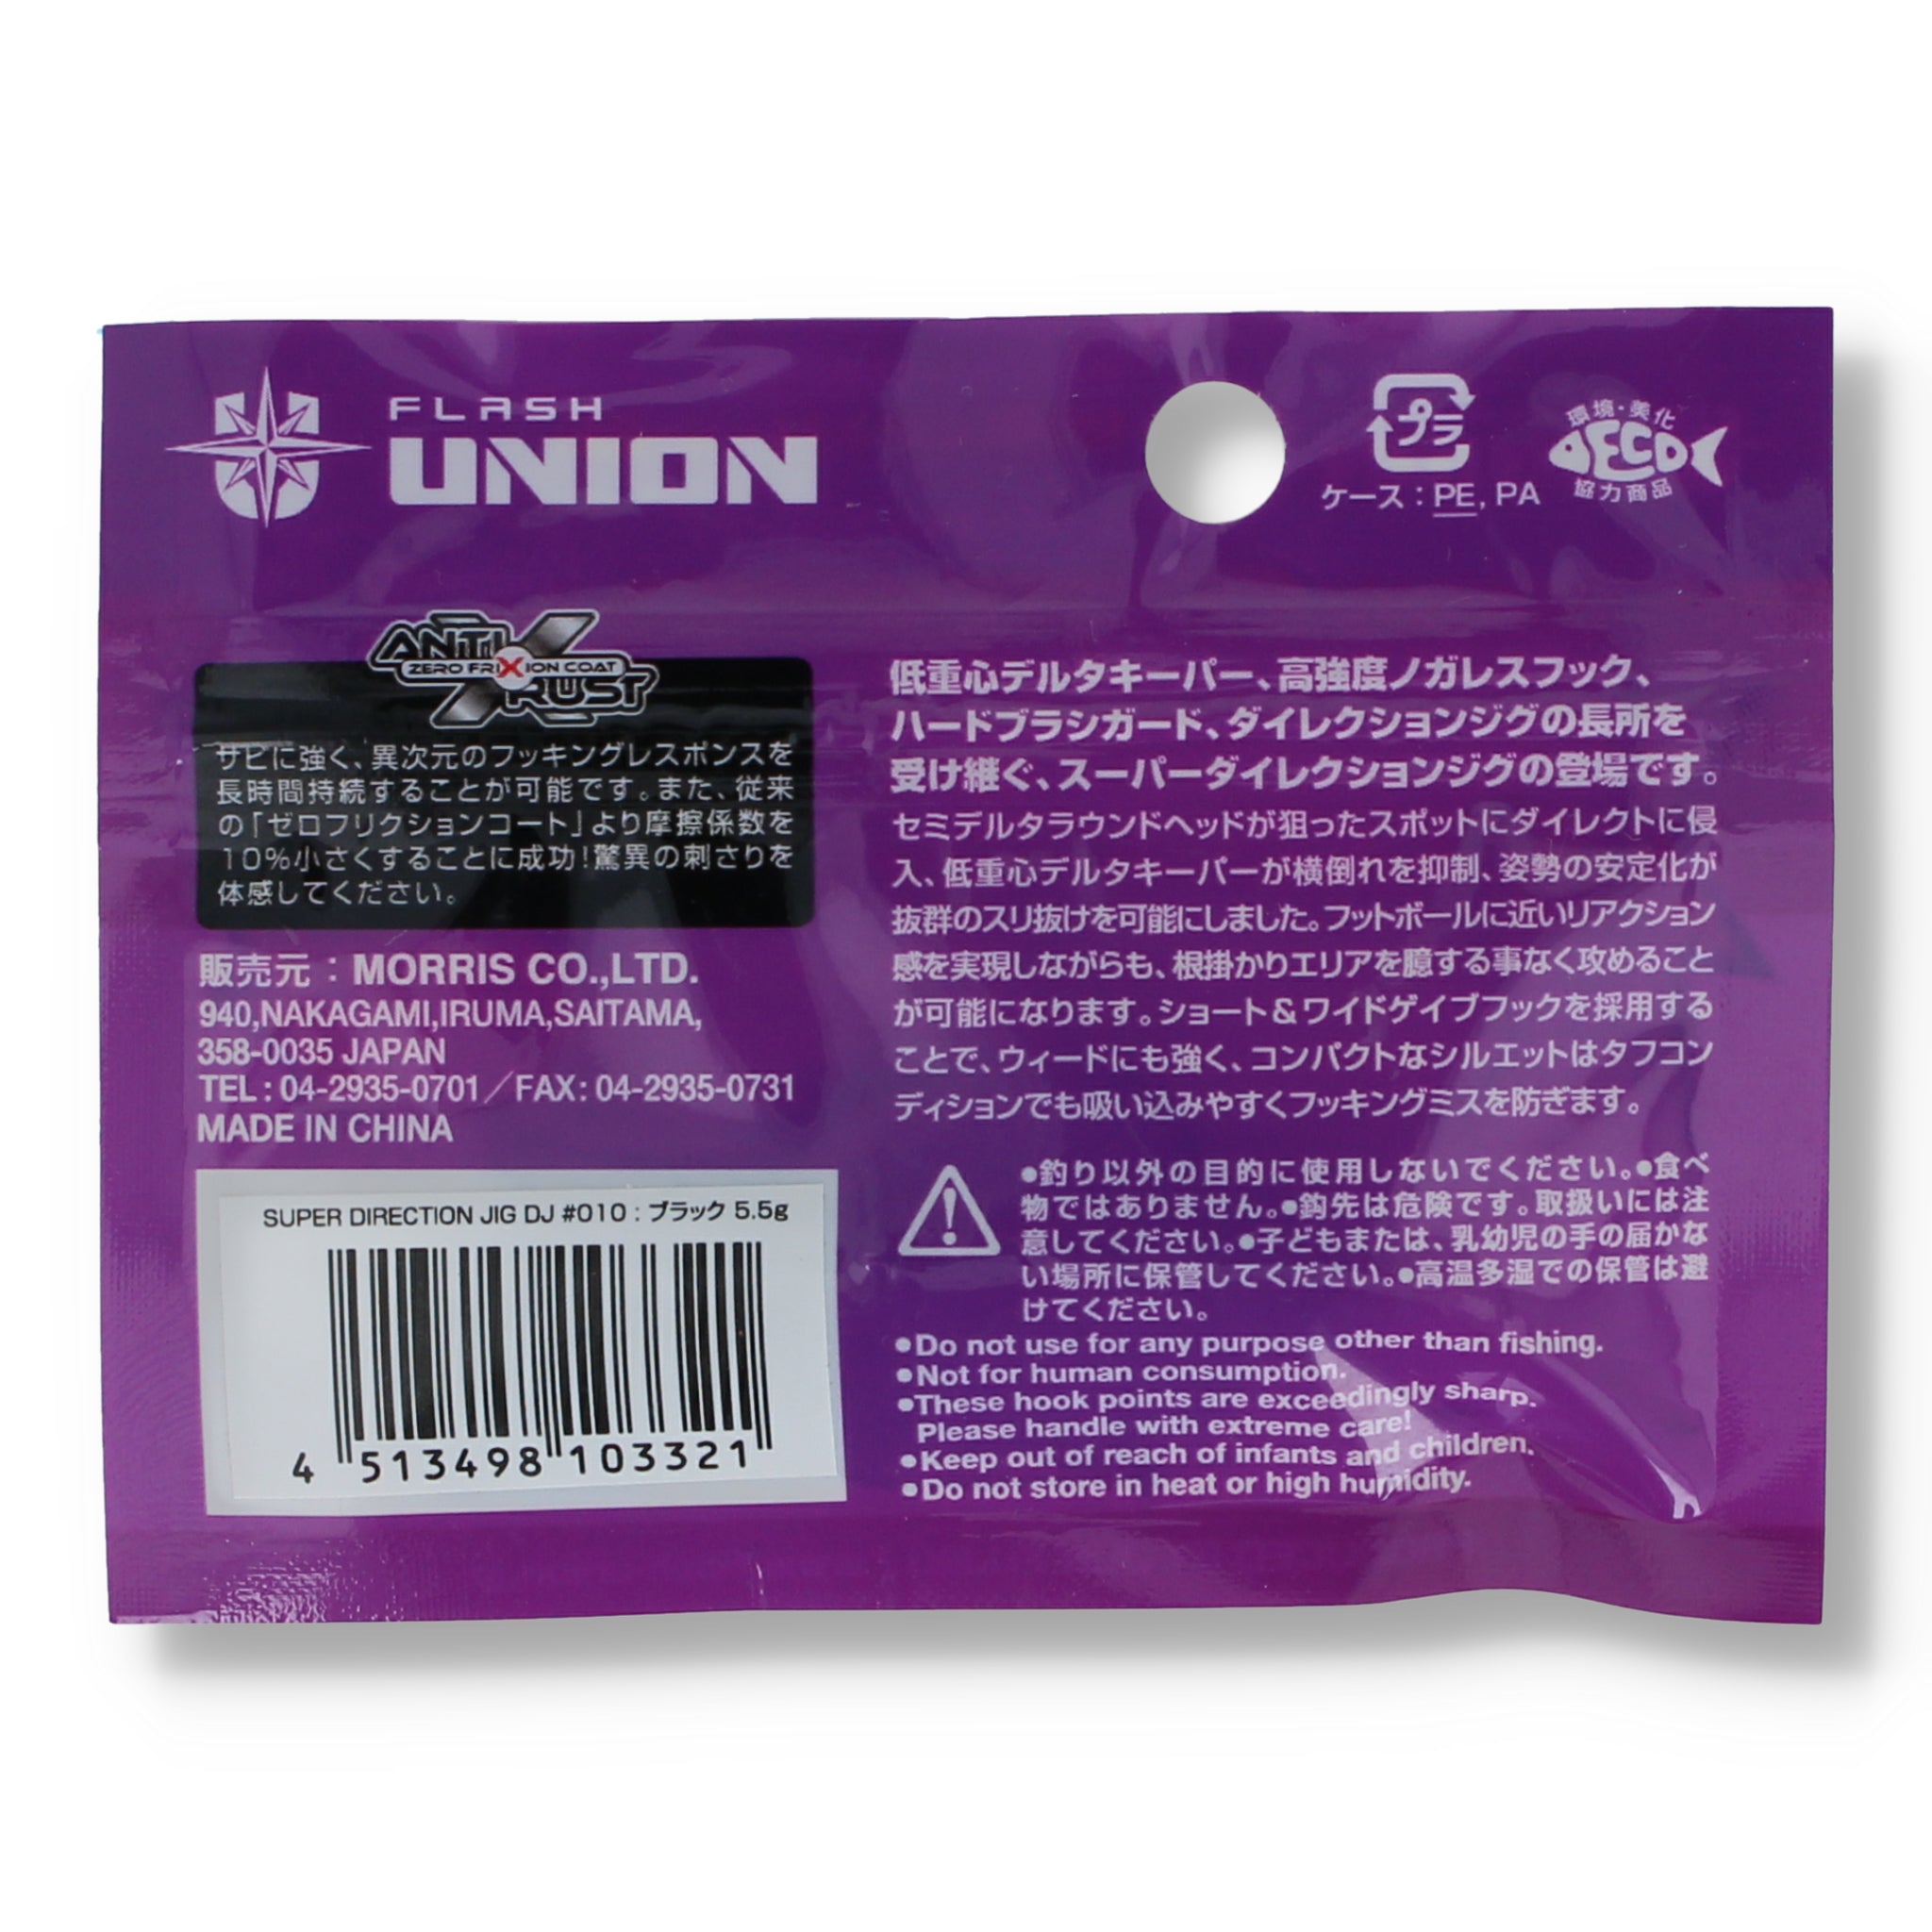 FLASH
UNION
プラ
ケース：PE, PA
環境・美化
ECO
協力商品
ANTI
ZERO FRIXION COAT
RUST
サビに強く、異次元のフッキングレスポンスを
長時間持続することが可能です。また、従来
の「ゼロフリクションコート」より摩擦係数を
10%小さくすることに成功!驚異の刺さりを
体感してください。
販売元：MORRIS CO.,LTD.
940,NAKAGAMI,IRUMA,SAITAMA,
358-0035 JAPAN
TEL: 04-2935-0701／FAX: 04-2935-0731
MADE IN CHINA
SUPER DIRECTION JIG DJ #010 : ブラック 5.5g
4 513498 103321
低重心デルタキーパー、高強度ノガレスフック、
ハードブラシガード、ダイレクションジグの長所を
受け継ぐ、スーパーダイレクションジグの登場です。
セミデルタラウンドヘッドが狙ったスポットにダイレクトに侵
入、低重心デルタキーパーが横倒れを抑制、姿勢の安定化が
抜群のスリ抜けを可能にしました。フットボールに近いリアクション
感を実現しながらも、根掛かりエリアを臆する事なく攻めること
が可能になります。ショート＆ワイドゲイブフックを採用する
ことで、ウィードにも強く、コンパクトなシルエットはタフコン
ディションでも吸い込みやすくフッキングミスを防ぎます。
●釣り以外の目的に使用しないでください。●食べ
物ではありません。●鈎先は危険です。取扱いには注
意してください。●子どもまたは、乳幼児の手の届かな
い場所に保管してください。●高温多湿での保管は避
けてください。
●Do not use for any purpose other than fishing.
●Not for human consumption.
●These hook points are exceedingly sharp.
Please handle with extreme care!
●Keep out of reach of infants and children.
●Do not store in heat or high humidity.